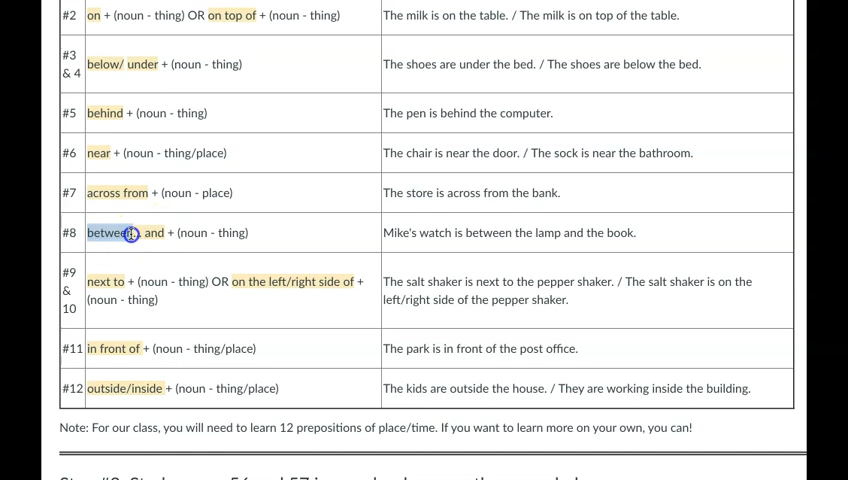 #2 on + (noun - thing) OR on top of + (noun - thing) The milk is on the table. / The milk is on top of the table.
#3
& 4 below/ under + (noun - thing) The shoes are under the bed. / The shoes are below the bed.
#5 behind + (noun - thing) The pen is behind the computer.
#6 near + (noun - thing/place) The chair is near the door. / The sock is near the bathroom.
#7 across from + (noun - place) The store is across from the bank.
#8 between... and + (noun - thing) Mike's watch is between the lamp and the book.
#9
&
10
next to + (noun - thing) OR on the left/right side of +
(noun - thing)
The salt shaker is next to the pepper shaker. / The salt shaker is on the
left/right side of the pepper shaker.
#11 in front of + (noun - thing/place) The park is in front of the post office.
#12 outside/inside + (noun - thing/place) The kids are outside the house. / They are working inside the building.
Note: For our class, you will need to learn 12 prepositions of place/time. If you want to learn more on your own, you can!